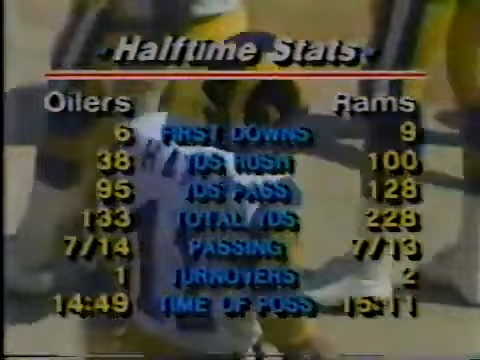 Halftime Stats
Oilers Rams
6 FIRST DOWNS 9
38 YDS RUSH 100
95 YDS PASS 128
133 TOTAL YDS 228
7/14 PASSING 7/13
1 TURNOVERS 2
14:49 TIME OF POSS 15:11